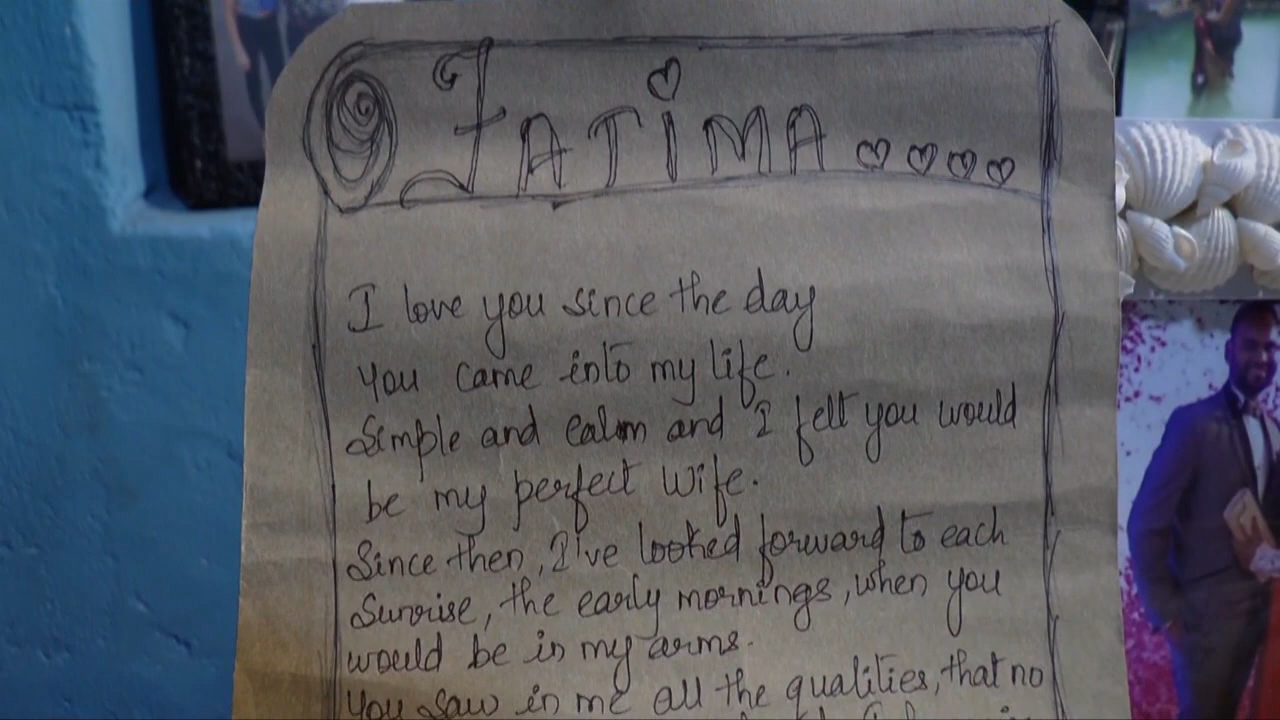 FATiMA
I love you since the day
you came into my life.
Simple and calm and I felt you would
be my perfect wife.
Since then, I've looked forward to each
Sunrise, the early mornings, when you
would be in my arms.
You saw in me all the qualities, that no